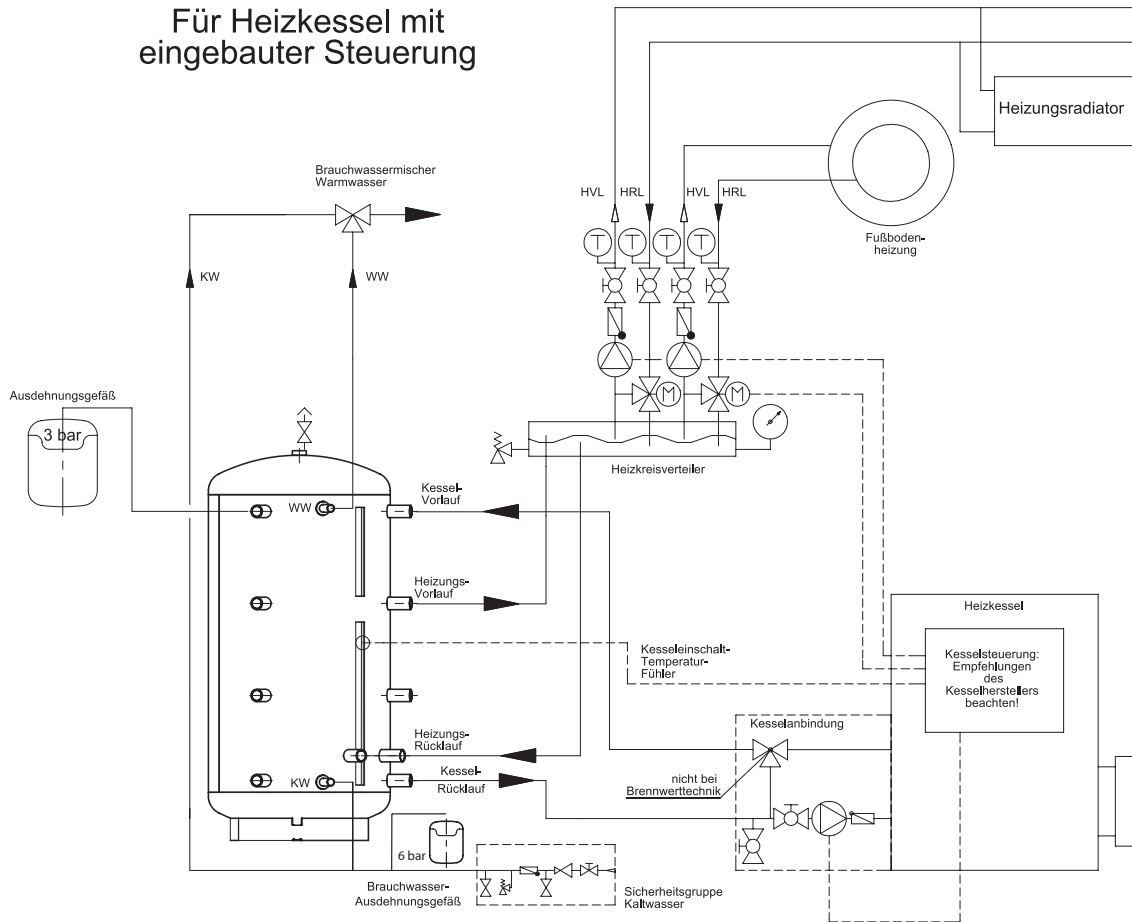 Für Heizkessel mit
eingebauter Steuerung
Heizungsradiator
Brauchwassermischer
Warmwasser
HVL
HRL
HVL
HRL
Fußboden-
heizung
KW
WW
T
T
T
T
Ausdehnungsgefäß
3 bar
M
M
Heizkreisverteiler
Kessel-
Vorlauf
WW
Heizungs-
Vorlauf
Heizkessel
Kesseleinschalt-
Temperatur-
Fühler
Kesselsteuerung:
Empfehlungen
des
Kesselherstellers
beachten!
Kesselanbindung
Heizungs-
Rücklauf
Kessel-
Rücklauf
KW
nicht bei
Brennwerttechnik
6 bar
Brauchwasser-
Ausdehnungsgefäß
Sicherheitsgruppe
Kaltwasser